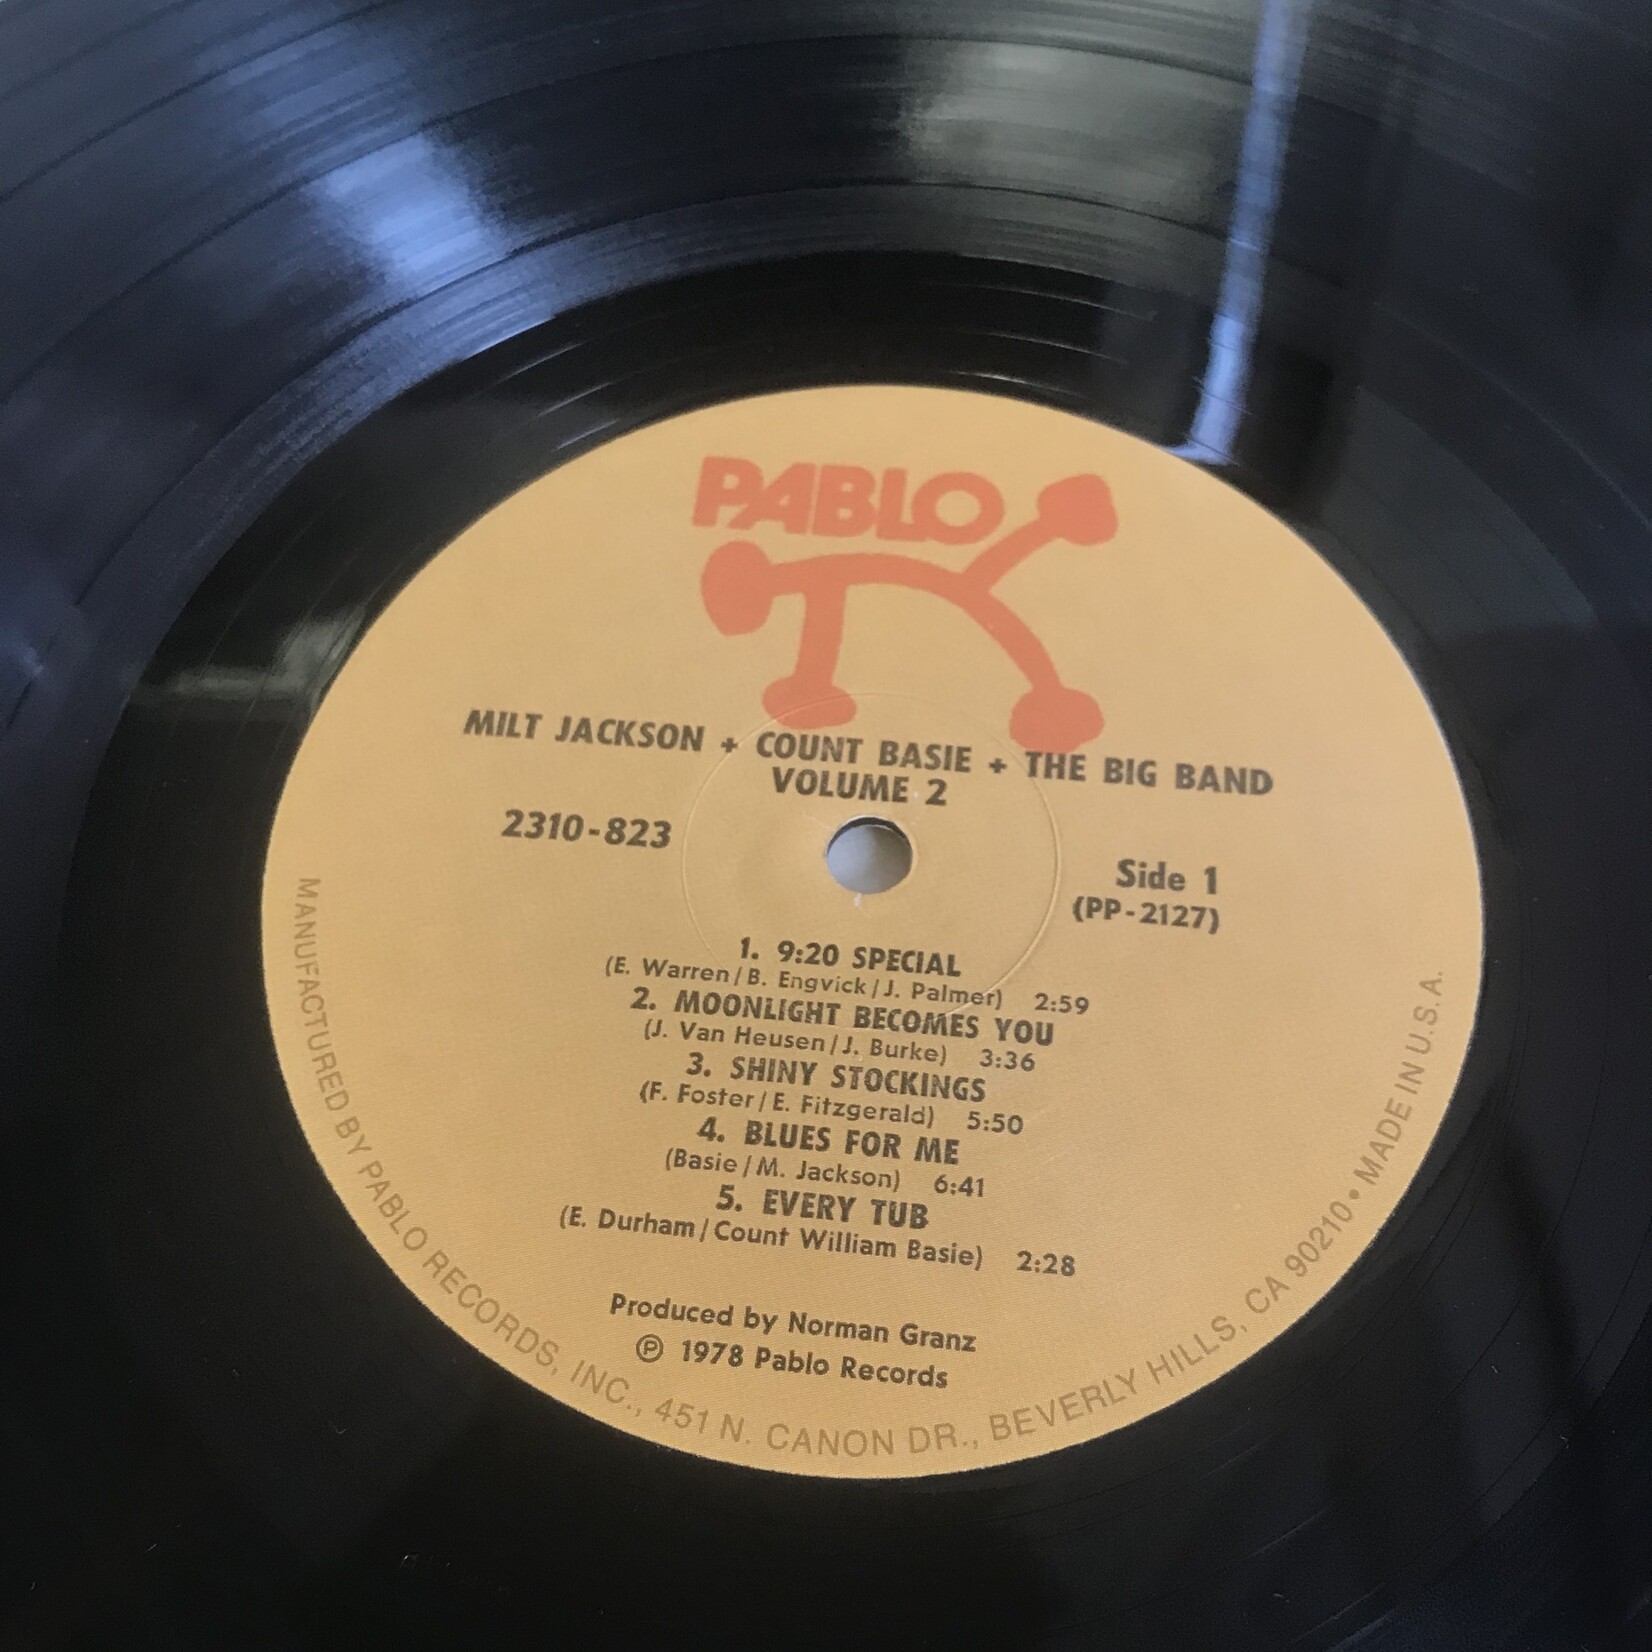 PABLO
MILT JACKSON + COUNT BASIE + THE BIG BAND
VOLUME 2
2310-823
Side 1
(PP-2127)
1. 9:20 SPECIAL
(E. Warren/B. Engvick/J. Palmer) 2:59
2. MOONLIGHT BECOMES YOU
(J. Van Heusen/J. Burke) 3:36
3. SHINY STOCKINGS
(F. Foster/E. Fitzgerald) 5:50
4. BLUES FOR ME
(Basie/M. Jackson) 6:41
5. EVERY TUB
(E. Durham/Count William Basie) 2:28
Produced by Norman Granz
Ⓟ 1978 Pablo Records
MANUFACTURED BY PABLO RECORDS, INC., 451 N. CANON DR., BEVERLY HILLS, CA 90210 • MADE IN U.S.A.